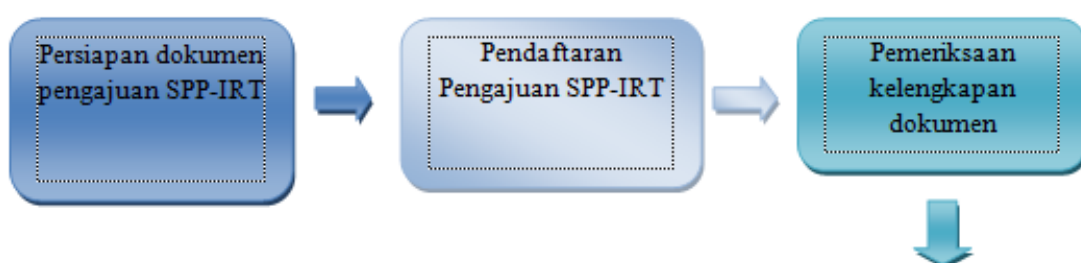 Persiapan dokumen
pengajuan SPP-IRT
Pendaftaran
Pengajuan SPP-IRT
Pemeriksaan
kelengkapan
dokumen